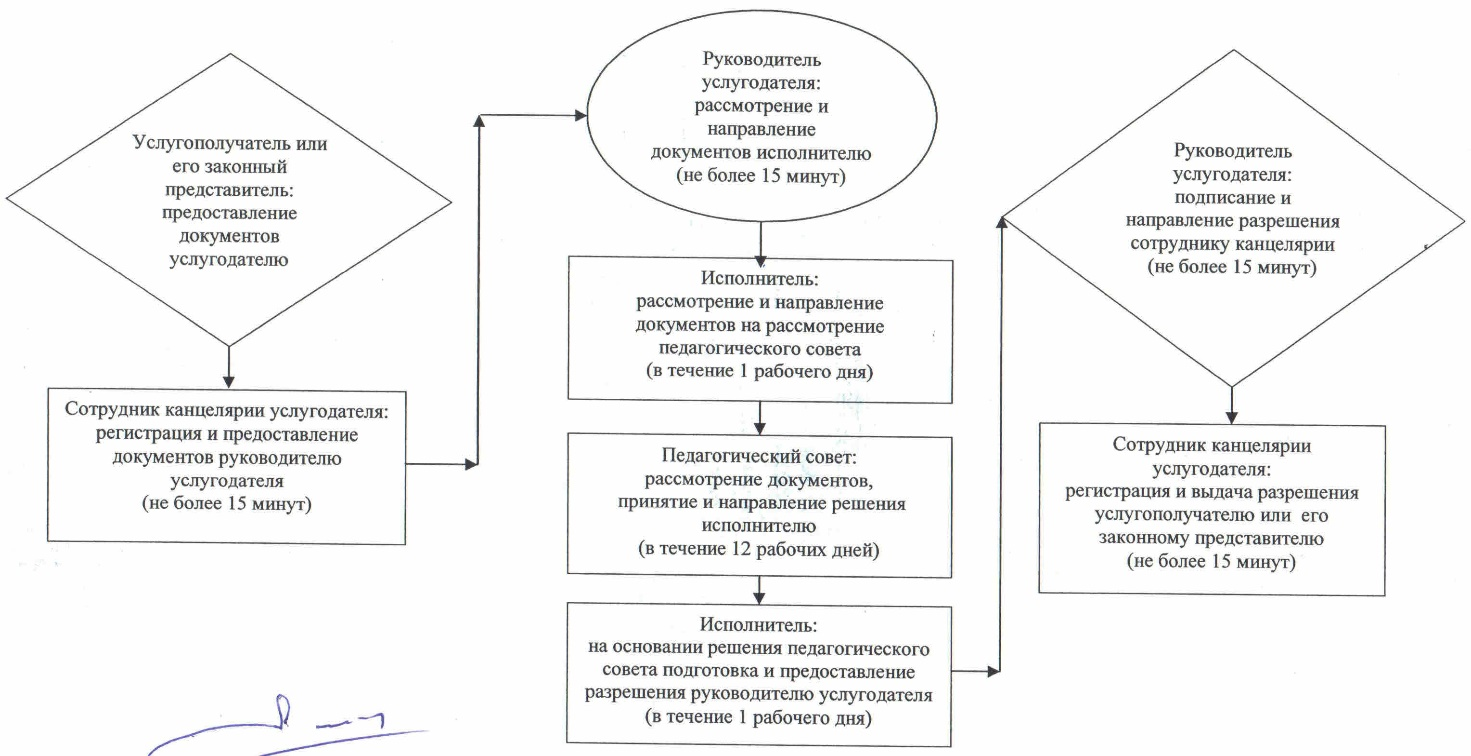 Услугополучатель или
его законный
представитель:
предоставление
документов
услугодателю
Сотрудник канцелярии услугодателя:
регистрация и предоставление
документов руководителю
услугодателя
(не более 15 минут)
Руководитель
услугодателя:
рассмотрение и
направление
документов исполнителю
(не более 15 минут)
Исполнитель:
рассмотрение и направление
документов на рассмотрение
педагогического совета
(в течение 1 рабочего дня)
Педагогический совет:
рассмотрение документов,
принятие и направление решения
исполнителю
(в течение 12 рабочих дней)
Исполнитель:
на основании решения педагогического
совета подготовка и предоставление
разрешения руководителю услугодателя
(в течение 1 рабочего дня)
Руководитель
услугодателя:
подписание и
направление разрешения
сотруднику канцелярии
(не более 15 минут)
Сотрудник канцелярии
услугодателя:
регистрация и выдача разрешения
услугополучателю или его
законному представителю
(не более 15 минут)